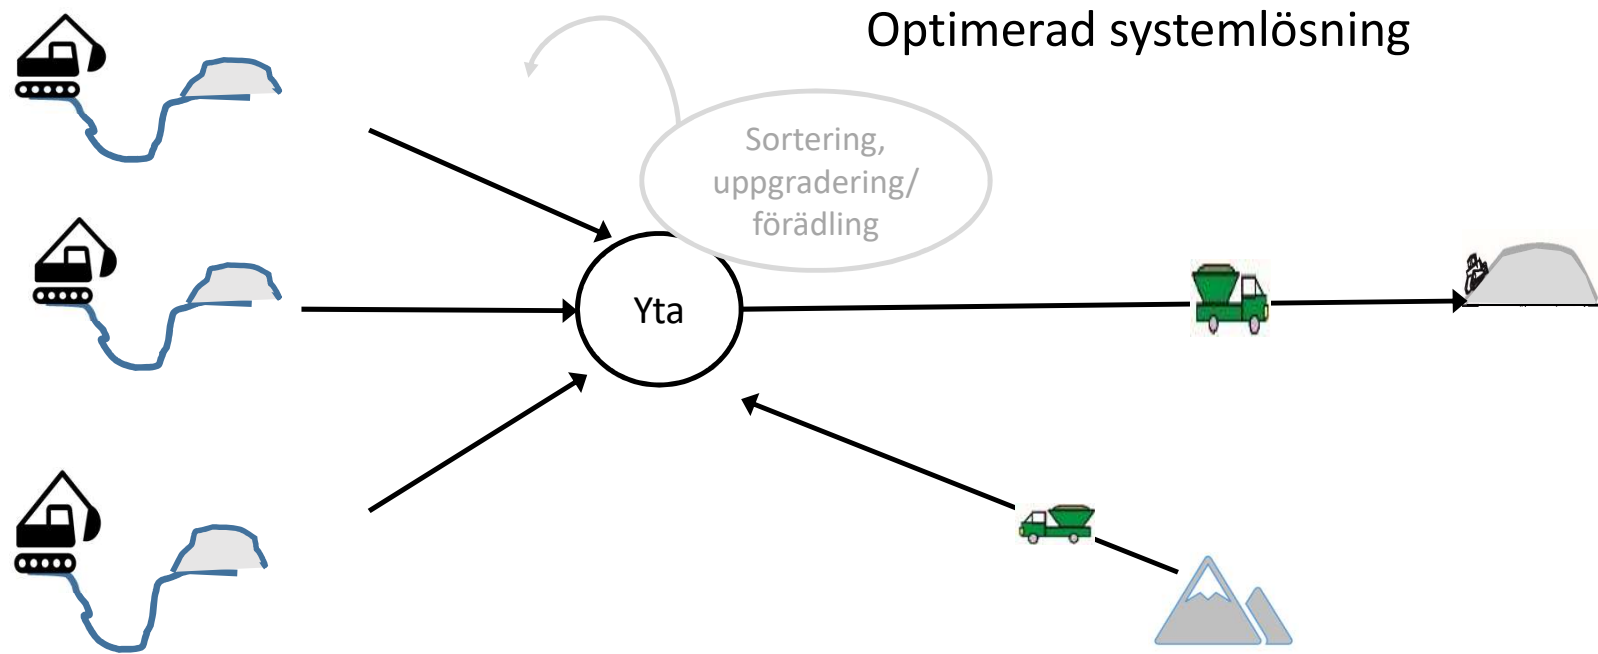 Optimerad systemlösning
Sortering,
uppgradering/
förädling
Yta